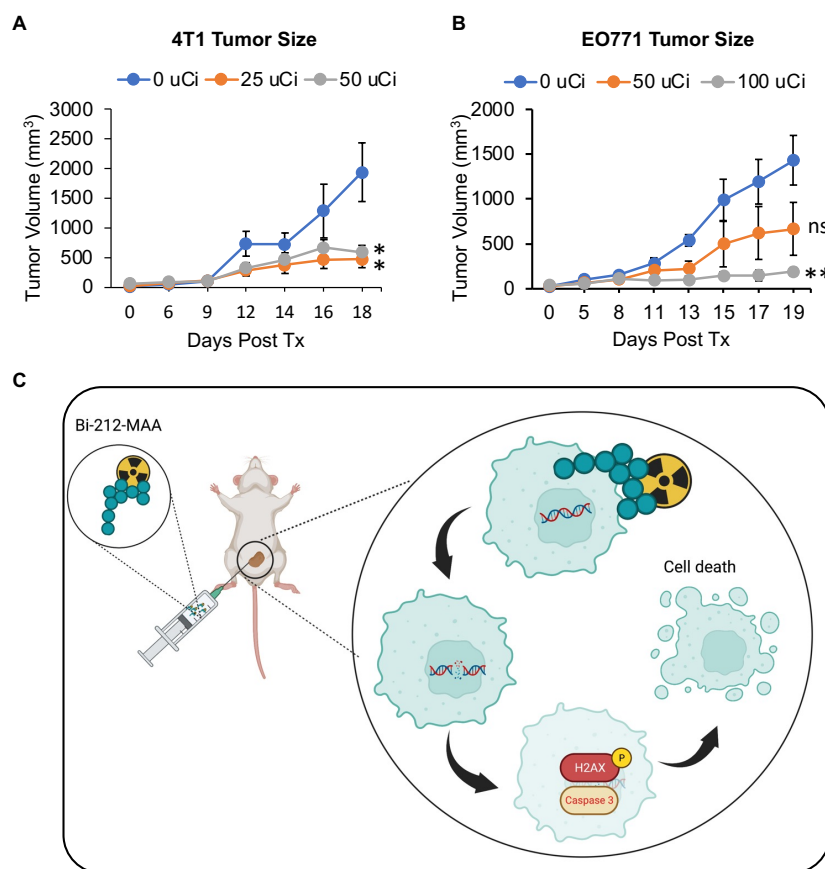 A
4T1 Tumor Size
0 uCi 25 uCi 50 uCi
Tumor Volume (mm³)
3000
2500
2000
1500
1000
500
0
0 6 9 12 14 16 18
Days Post Tx
*
*
B
EO771 Tumor Size
0 uCi 50 uCi 100 uCi
Tumor Volume (mm³)
2000
1500
1000
500
0
0 5 8 11 13 15 17 19
Days Post Tx
ns
**
C
Bi-212-MAA
Cell death
P
H2AX
Caspase 3